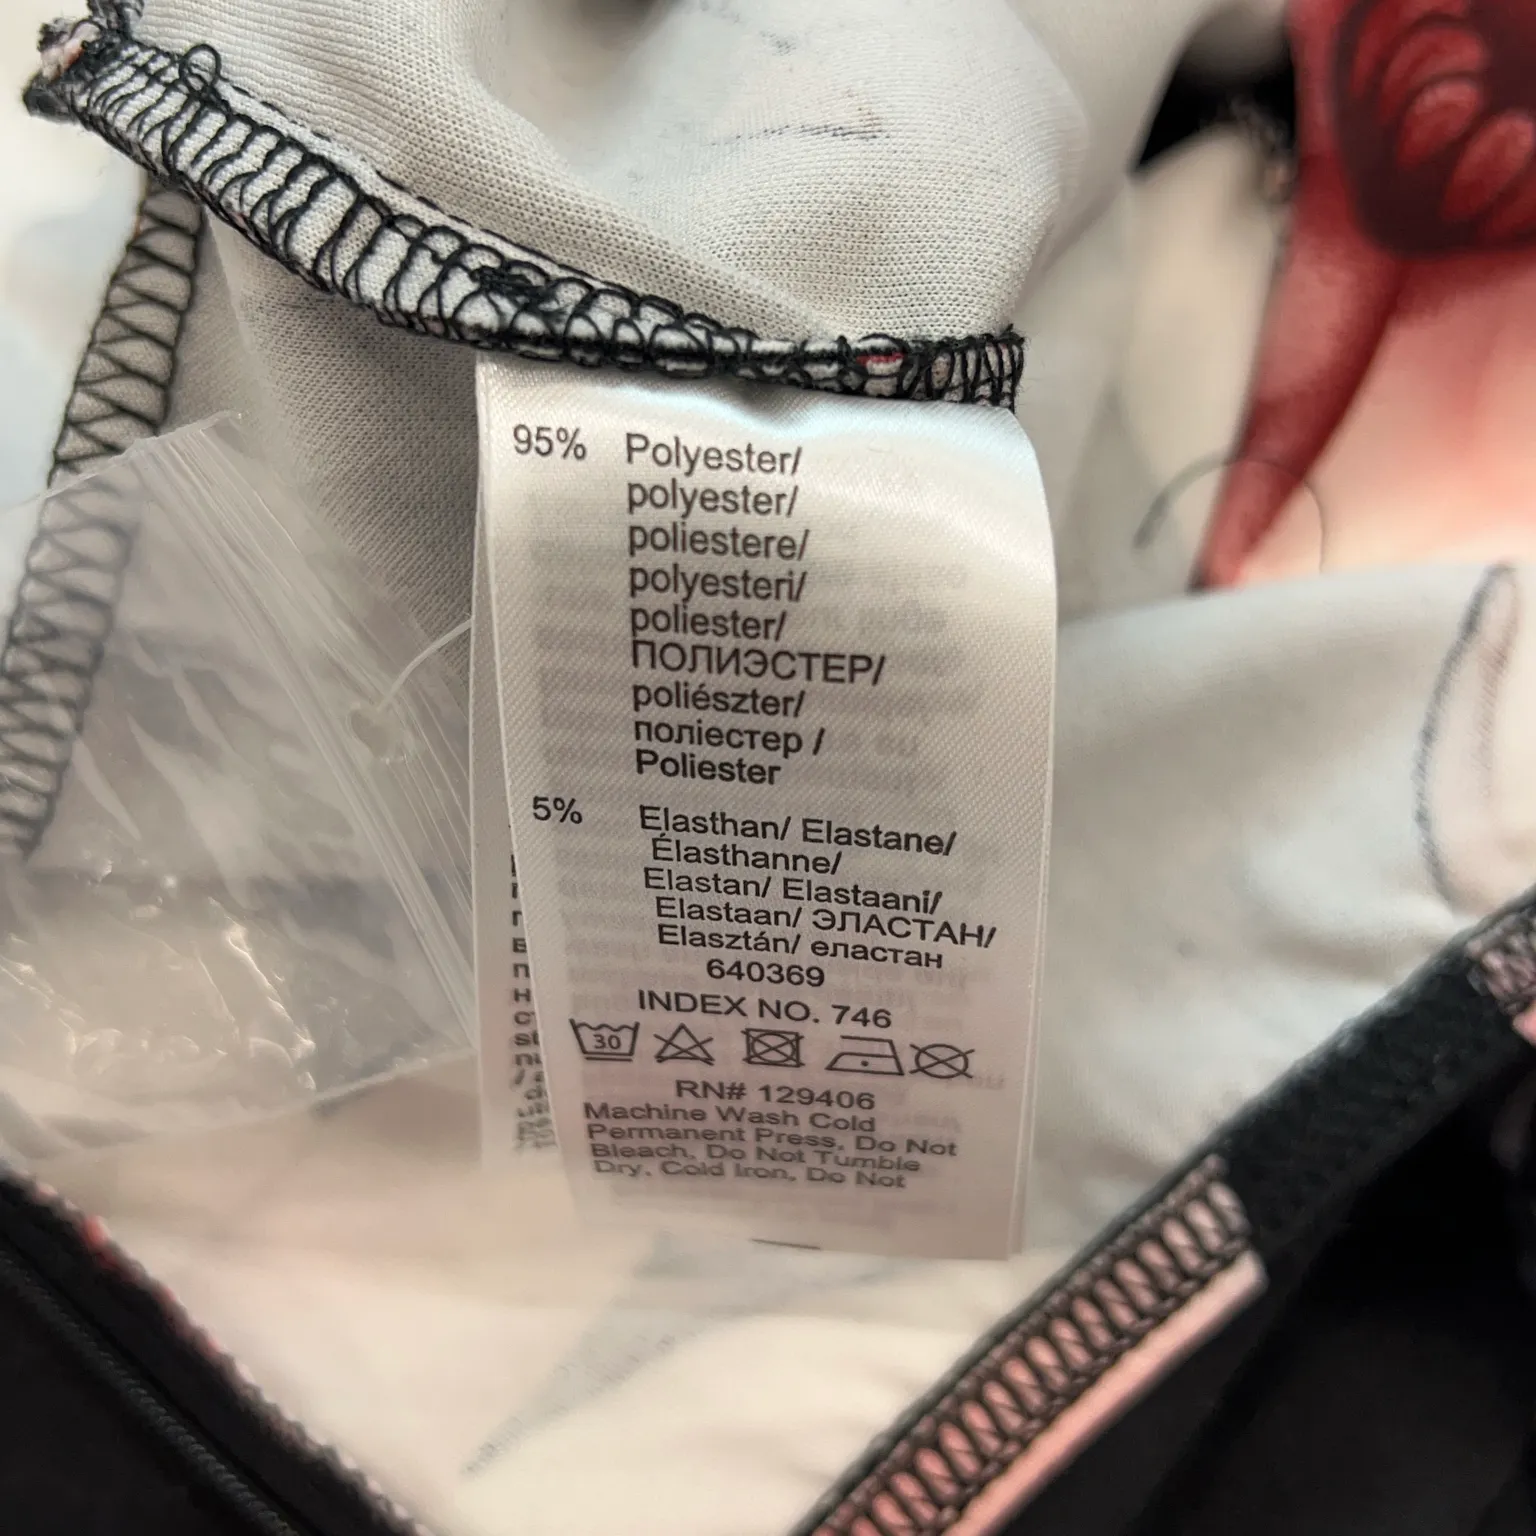 95% Polyester/
polyester/
poliestere/
polyesteri/
poliester/
ПОЛИЭСТЕР/
poliészter/
поліестер /
Poliester
5% Elasthan/ Elastane/
Élasthanne/
Elastan/ Elastaani/
Elastaan/ ЭЛАСТАН/
Elasztán/ еластан
640369
INDEX NO. 746
30
RN# 129406
Machine Wash Cold
Permanent Press, Do Not
Bleach, Do Not Tumble
Dry, Cold Iron, Do Not